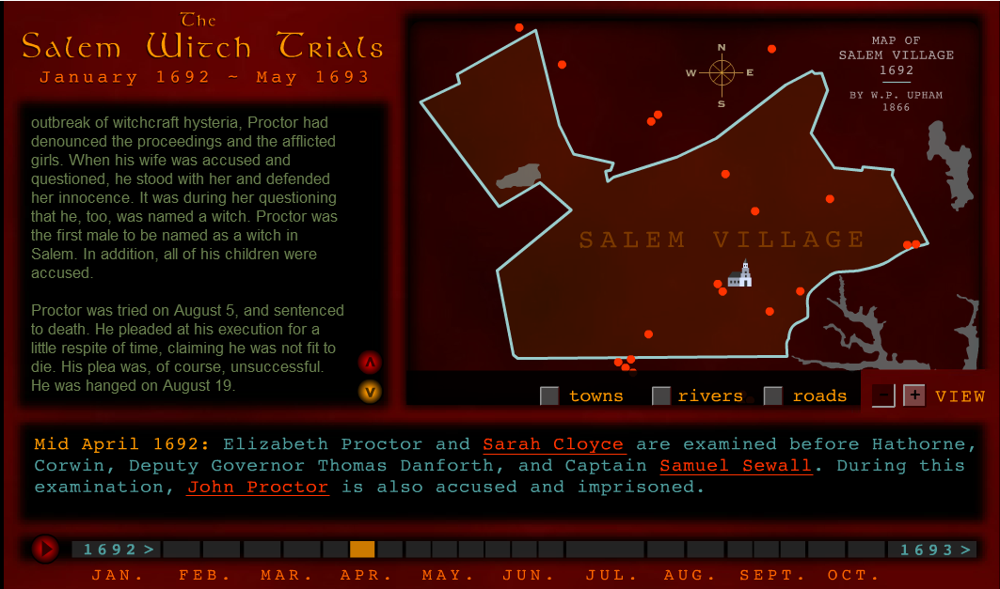 The
Salem Witch Trials
January 1692 ~ May 1693
outbreak of witchcraft hysteria, Proctor had
denounced the proceedings and the afflicted
girls. When his wife was accused and
questioned, he stood with her and defended
her innocence. It was during her questioning
that he, too, was named a witch. Proctor was
the first male to be named as a witch in
Salem. In addition, all of his children were
accused.
Proctor was tried on August 5, and sentenced
to death. He pleaded at his execution for a
little respite of time, claiming he was not fit to
die. His plea was, of course, unsuccessful.
He was hanged on August 19.
N
W E
S
MAP OF
SALEM VILLAGE
1692
BY W.P. UPHAM
1866
SALEM VILLAGE
towns rivers roads - + VIEW
Mid April 1692: Elizabeth Proctor and Sarah Cloyce are examined before Hathorne,
Corwin, Deputy Governor Thomas Danforth, and Captain Samuel Sewall. During this
examination, John Proctor is also accused and imprisoned.
1692 > 1693 >
JAN. FEB. MAR. APR. MAY. JUN. JUL. AUG. SEPT. OCT.